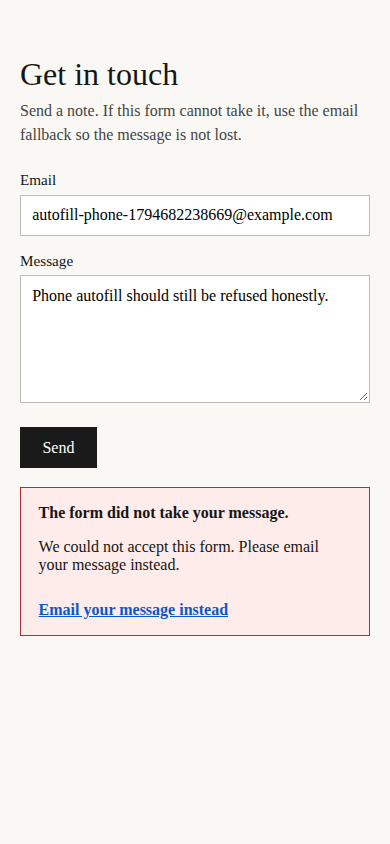 Get in touch
Send a note. If this form cannot take it, use the email
fallback so the message is not lost.
Email
autofill-phone-1794682238669@example.com
Message
Phone autofill should still be refused honestly.
Send
The form did not take your message.
We could not accept this form. Please email
your message instead.
Email your message instead